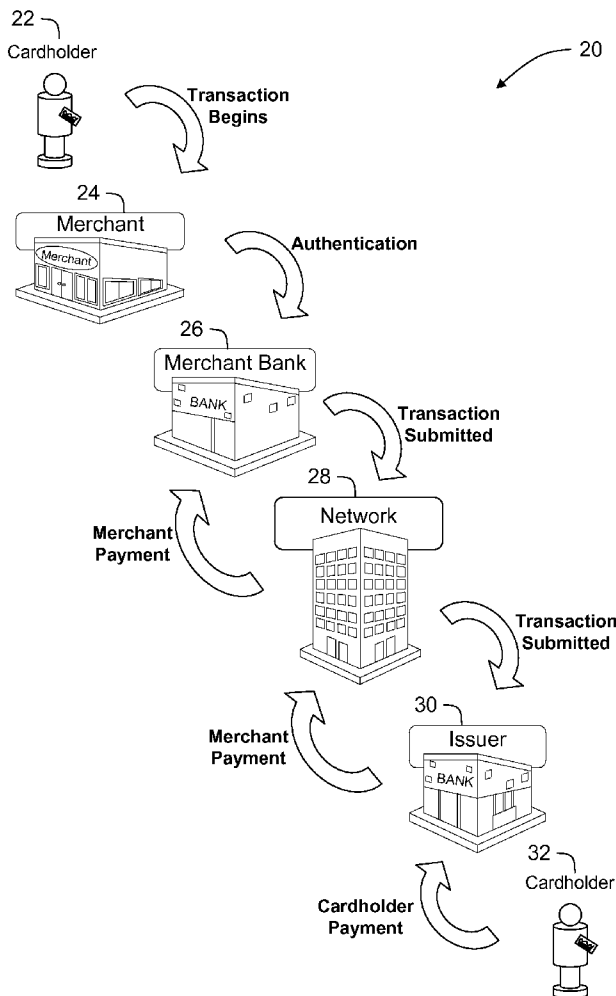 22
Cardholder
20
Transaction
Begins
24
Merchant
Merchant
Authentication
26
Merchant Bank
BANK
Transaction
Submitted
28
Network
Merchant
Payment
Transaction
Submitted
30
Issuer
BANK
Merchant
Payment
32
Cardholder
Cardholder
Payment